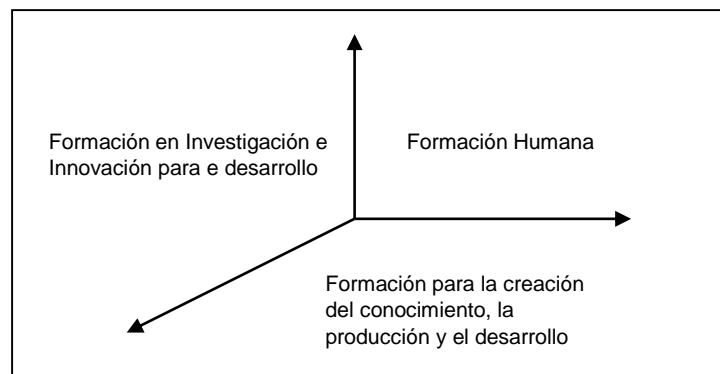 Formación en Investigación e
Innovación para e desarrollo
Formación Humana
Formación para la creación
del conocimiento, la
producción y el desarrollo